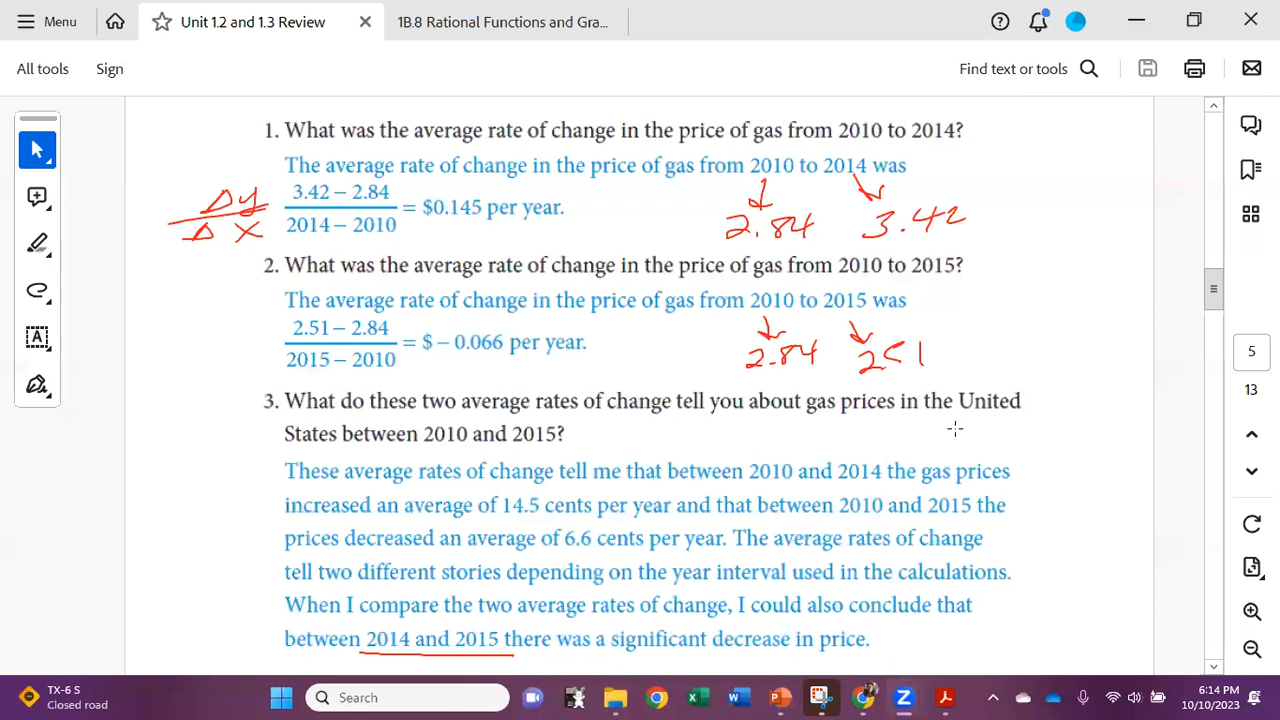 Menu
Unit 1.2 and 1.3 Review
1B.8 Rational Functions and Gra...
All tools
Sign
Find text or tools
1. What was the average rate of change in the price of gas from 2010 to 2014?
The average rate of change in the price of gas from 2010 to 2014 was
3.42 – 2.84
2014 – 2010
= $0.145 per year.
Δy
Δ x
2.84
3.42
2. What was the average rate of change in the price of gas from 2010 to 2015?
The average rate of change in the price of gas from 2010 to 2015 was
2.51 – 2.84
2015 – 2010
= $ – 0.066 per year.
2.84
5
13
3. What do these two average rates of change tell you about gas prices in the United
States between 2010 and 2015?
These average rates of change tell me that between 2010 and 2014 the gas prices
increased an average of 14.5 cents per year and that between 2010 and 2015 the
prices decreased an average of 6.6 cents per year. The average rates of change
tell two different stories depending on the year interval used in the calculations.
When I compare the two average rates of change, I could also conclude that
between 2014 and 2015 there was a significant decrease in price.
TX-6 S
Closed road
Search
6:14 PM
10/10/2023